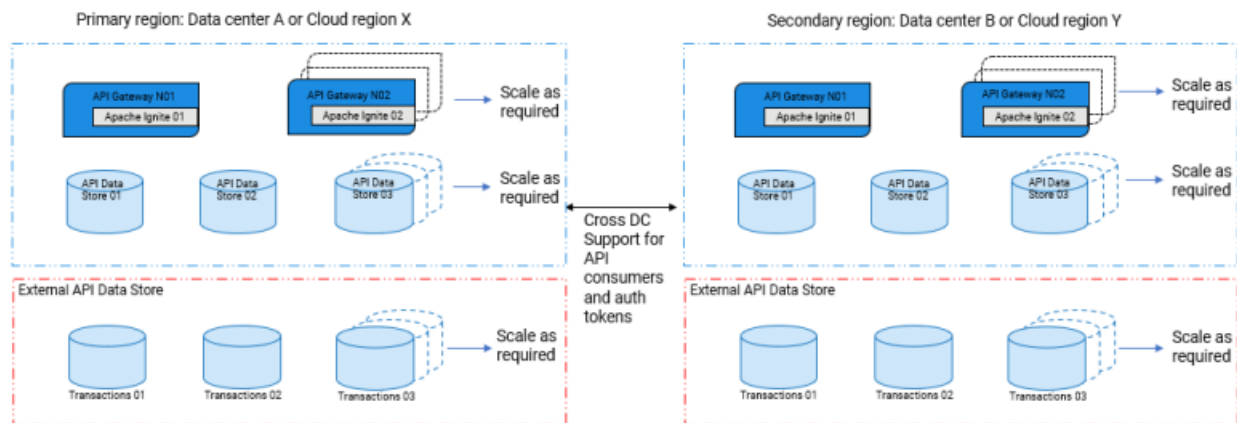 Primary region: Data center A or Cloud region X
API Gateway N01
Apache Ignite 01
API Gateway N02
Apache Ignite 02
Scale as
required
API Data
Store 01
API Data
Store 02
API Data
Store 03
Scale as
required
External API Data Store
Transactions 01
Transactions 02
Transactions 03
Scale as
required
Cross DC
Support for
API
consumers
and auth
tokens
Secondary region: Data center B or Cloud region Y
API Gateway N01
Apache Ignite 01
API Gateway N02
Apache Ignite 02
Scale as
required
API Data
Store 01
API Data
Store 02
API Data
Store 03
Scale as
required
External API Data Store
Transactions 01
Transactions 02
Transactions 03
Scale as
required